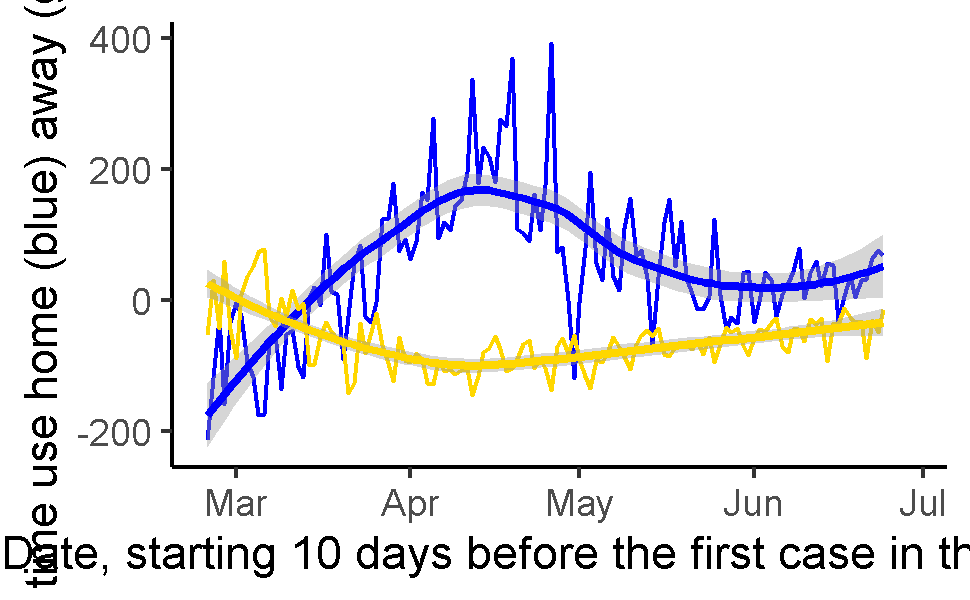 time use home (blue) away (
400
200
0
-200
Mar Apr May Jun Jul
Date, starting 10 days before the first case in th